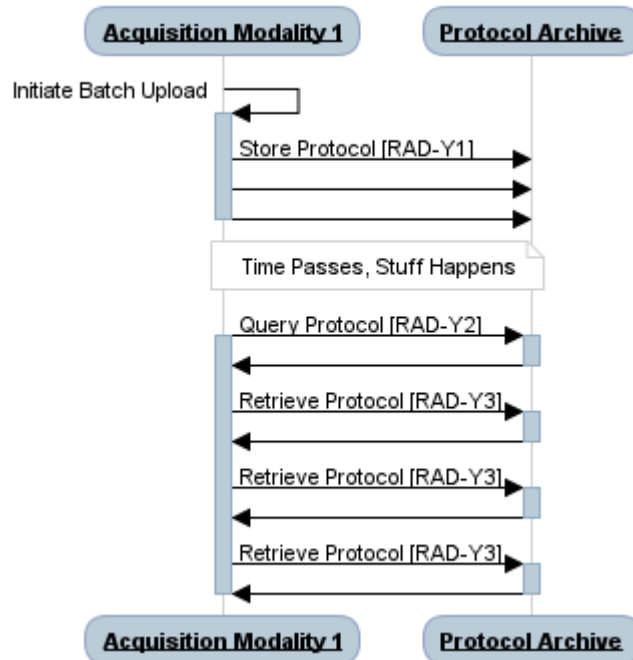 Acquisition Modality 1
Protocol Archive
Initiate Batch Upload
Store Protocol [RAD-Y1]
Time Passes, Stuff Happens
Query Protocol [RAD-Y2]
Retrieve Protocol [RAD-Y3]
Retrieve Protocol [RAD-Y3]
Retrieve Protocol [RAD-Y3]
Acquisition Modality 1
Protocol Archive